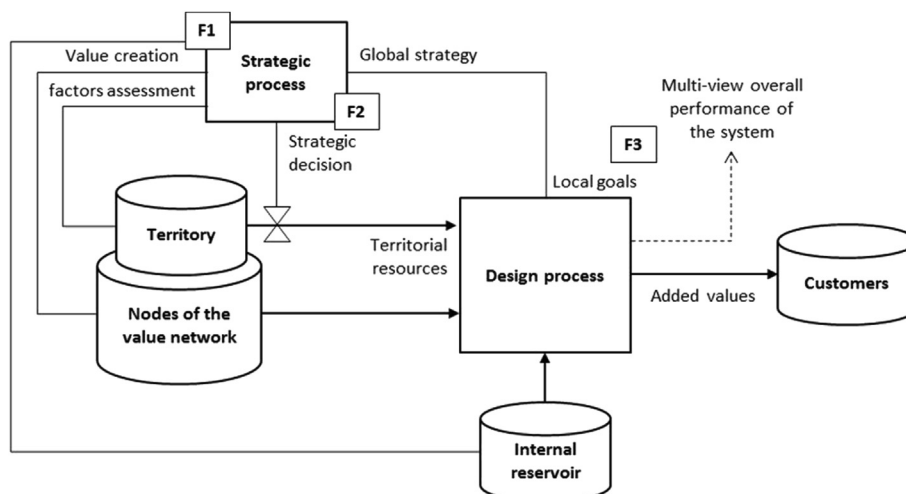 F1
Value creation
factors assessment
Strategic
process
Global strategy
F2
Strategic
decision
Multi-view overall
performance of
the system
F3
Local goals
Territory
Territorial
resources
Design process
Added values
Customers
Nodes of the
value network
Internal
reservoir